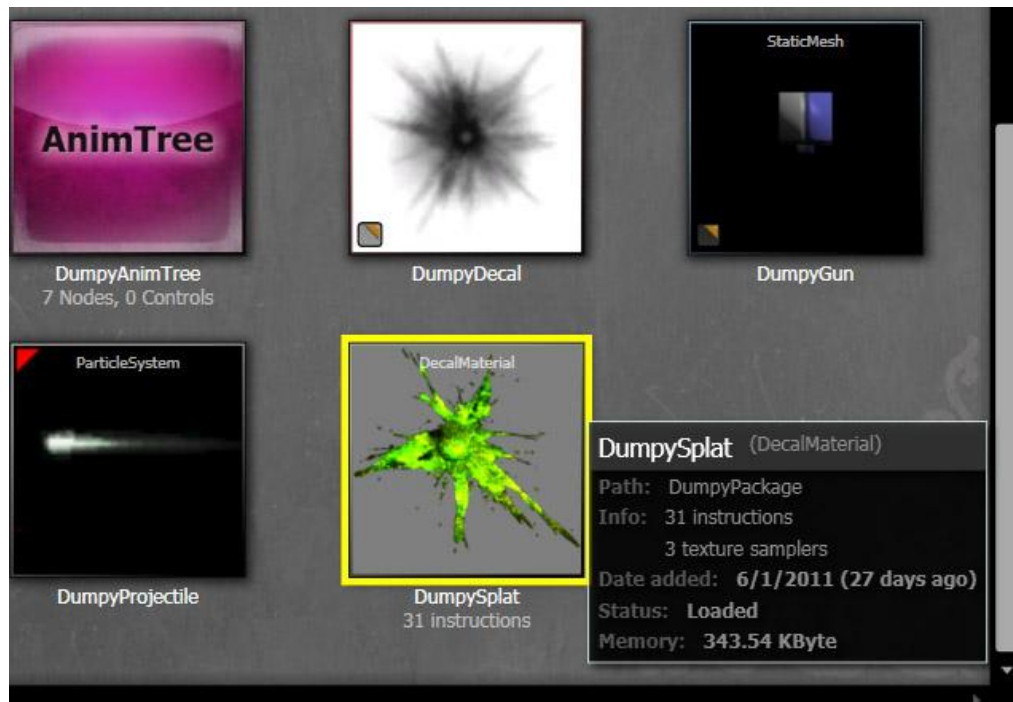 AnimTree
StaticMesh
DumpyAnimTree
7 Nodes, 0 Controls
DumpyDecal
DumpyGun
ParticleSystem
DecalMaterial
DumpyProjectile
DumpySplat
31 instructions
DumpySplat (DecalMaterial)
Path: DumpyPackage
Info: 31 instructions
3 texture samplers
Date added: 6/1/2011 (27 days ago)
Status: Loaded
Memory: 343.54 KByte